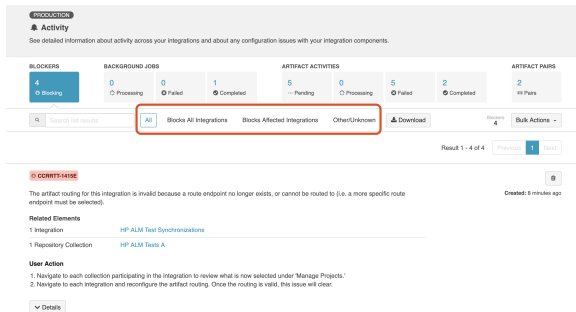 PRODUCTION
Activity
See detailed information about activity across your integrations and about any configuration issues with your integration components.
BLOCKERS BACKGROUND JOBS ARTIFACT ACTIVITIES ARTIFACT PAIRS
4 0 0 1 5 0 5 2 2
Blocking Processing Failed Completed Pending Processing Failed Completed Pairs
Search list results All Blocks All Integrations Blocks Affected Integrations Other/Unknown Download Blockers 4 Bulk Actions
Result 1 - 4 of 4 Previous 1 Next
CCRRTT-1415E
The artifact routing for this integration is invalid because a route endpoint no longer exists, or cannot be routed to (i.e. a more specific route Created: 8 minutes ago
endpoint must be selected).
Related Elements
1 Integration HP ALM Test Synchronizations
1 Repository Collection HP ALM Tests A
User Action
1. Navigate to each collection participating in the integration to review what is now selected under 'Manage Projects.'
2. Navigate to each integration and reconfigure the artifact routing. Once the routing is valid, this issue will clear.
Details